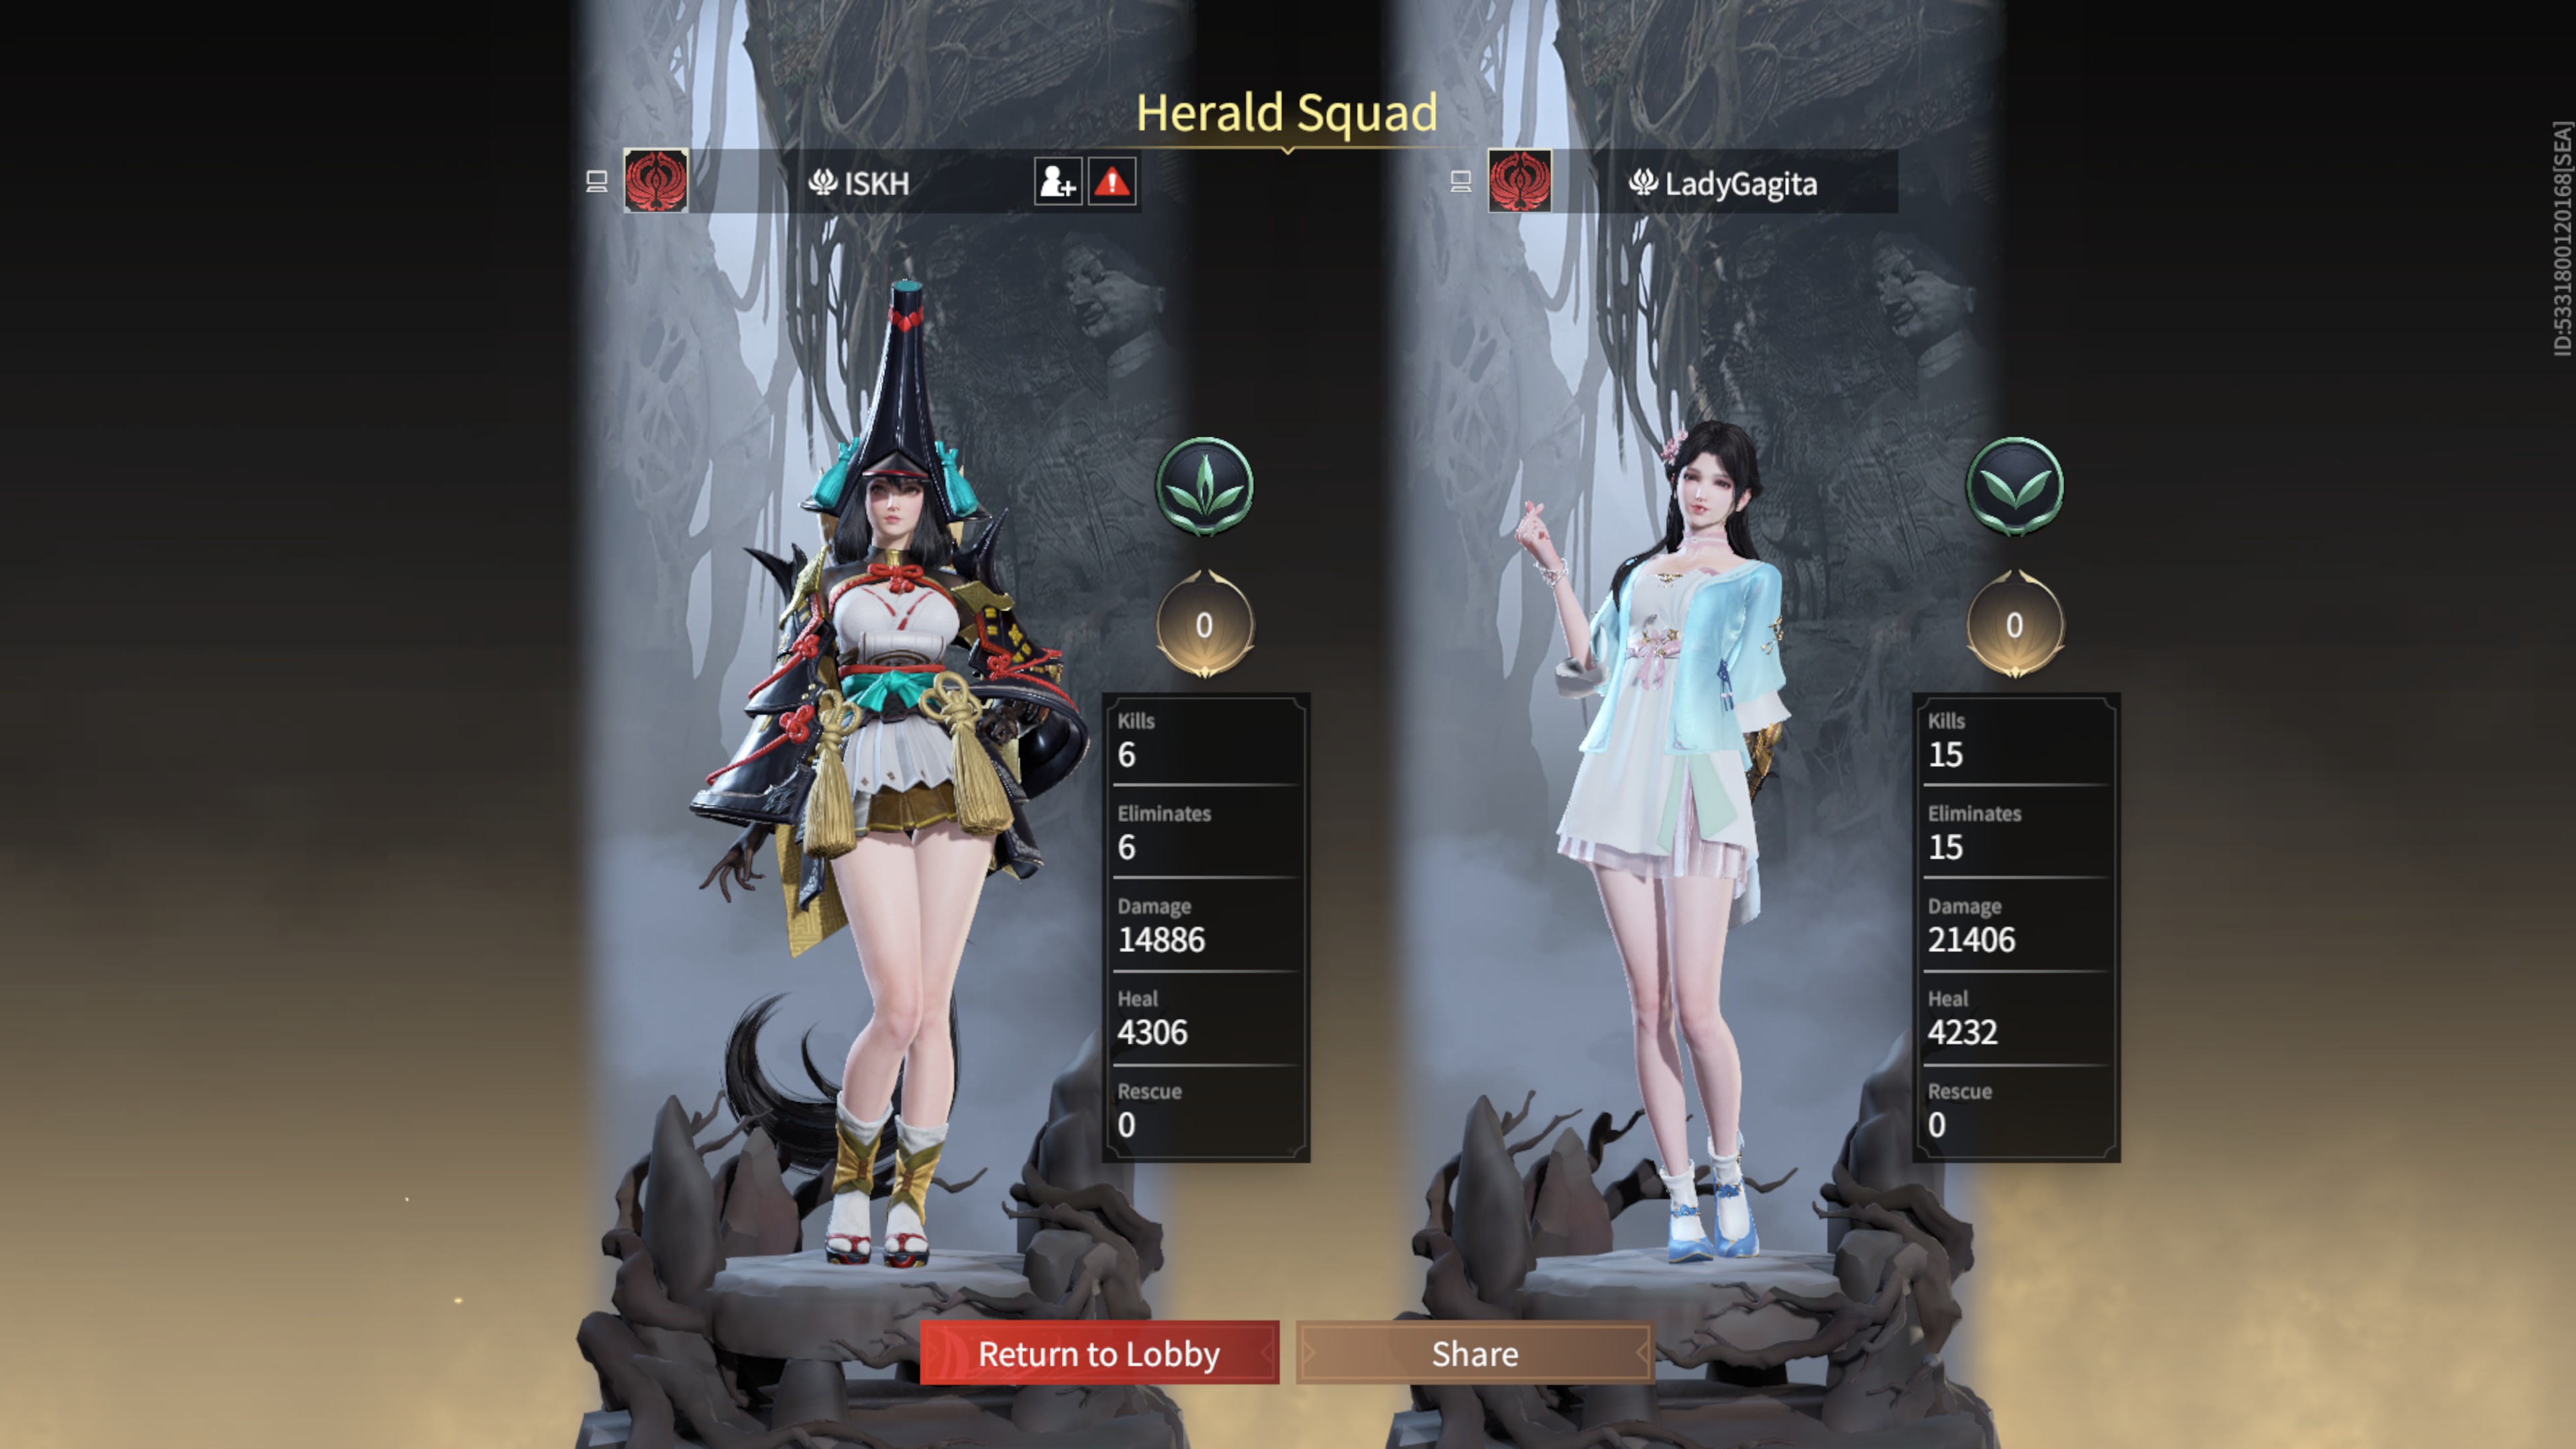 Herald Squad
ISKH
LadyGagita
ID:5331800120168[SEA]
0
Kills
6
Eliminates
6
Damage
14886
Heal
4306
Rescue
0
0
Kills
15
Eliminates
15
Damage
21406
Heal
4232
Rescue
0
Return to Lobby
Share